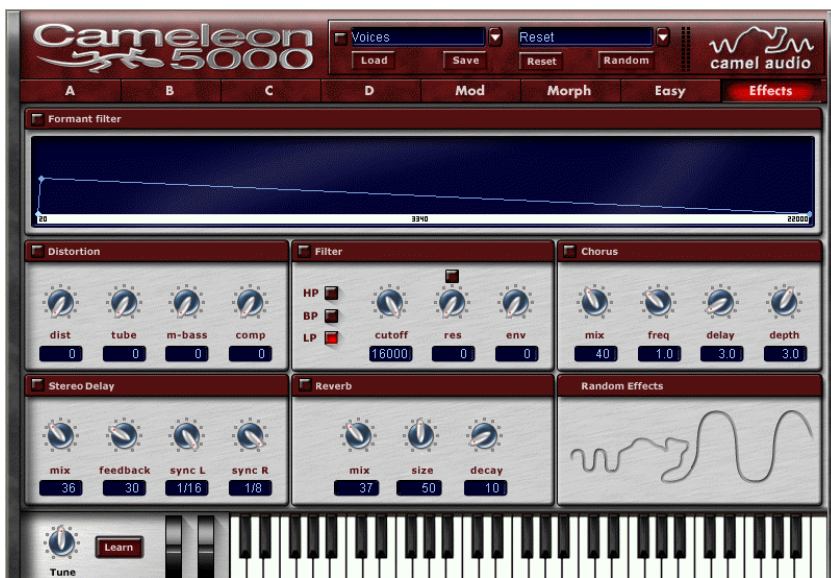 Cameleon
5000
Voices
Reset
Load
Save
Reset
Random
camel audio
A
B
C
D
Mod
Morph
Easy
Effects
Formant filter
20
3340
22000
Distortion
dist
tube
m-bass
comp
0
0
0
0
Filter
HP
BP
LP
cutoff
res
env
16000
0
0
Chorus
mix
freq
delay
depth
40
1.0
3.0
3.0
Stereo Delay
mix
feedback
sync L
sync R
36
30
1/16
1/8
Reverb
mix
size
decay
37
50
10
Random Effects
Learn
Tune